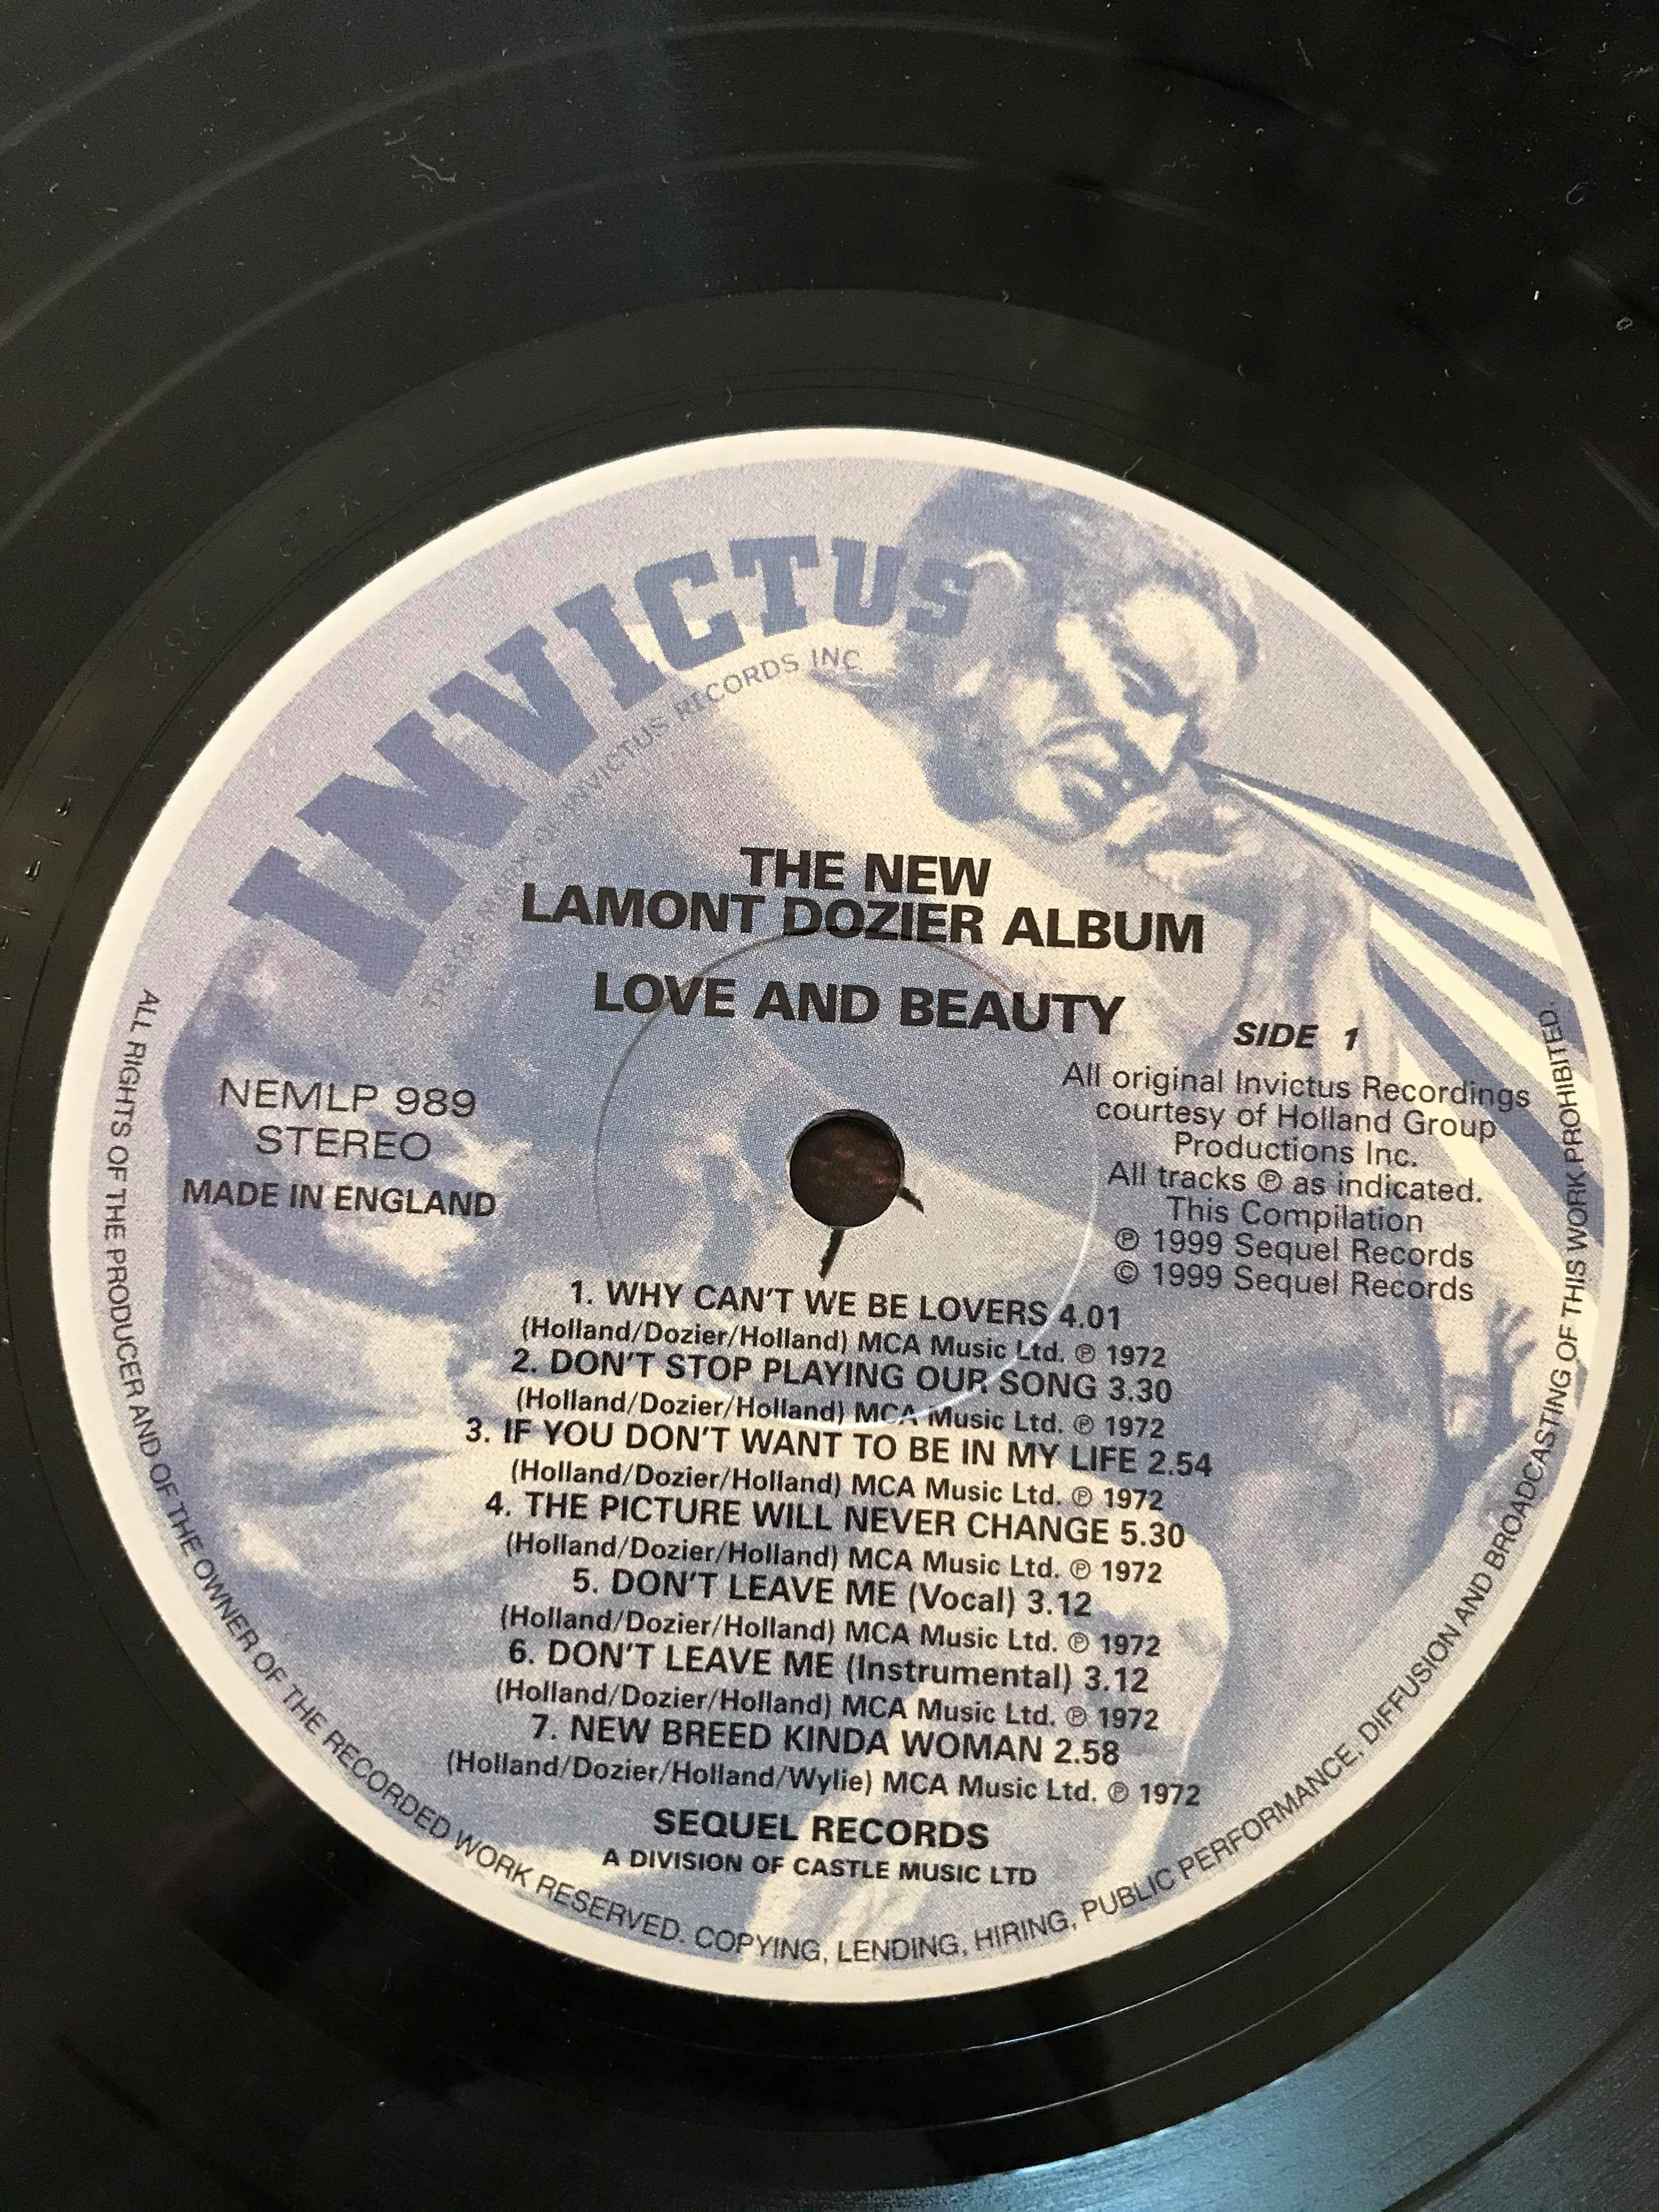 INVICTUS
TRADE MARK OF INVICTUS RECORDS INC.
THE NEW
LAMONT DOZIER ALBUM
LOVE AND BEAUTY
SIDE 1
NEMLP 989
STEREO
MADE IN ENGLAND
All original Invictus Recordings
courtesy of Holland Group
Productions Inc.
All tracks ℗ as indicated.
This Compilation
℗ 1999 Sequel Records
© 1999 Sequel Records
1. WHY CAN'T WE BE LOVERS 4.01
(Holland/Dozier/Holland) MCA Music Ltd. ℗ 1972
2. DON'T STOP PLAYING OUR SONG 3.30
(Holland/Dozier/Holland) MCA Music Ltd. ℗ 1972
3. IF YOU DON'T WANT TO BE IN MY LIFE 2.54
(Holland/Dozier/Holland) MCA Music Ltd. ℗ 1972
4. THE PICTURE WILL NEVER CHANGE 5.30
(Holland/Dozier/Holland) MCA Music Ltd. ℗ 1972
5. DON'T LEAVE ME (Vocal) 3.12
(Holland/Dozier/Holland) MCA Music Ltd. ℗ 1972
6. DON'T LEAVE ME (Instrumental) 3.12
(Holland/Dozier/Holland) MCA Music Ltd. ℗ 1972
7. NEW BREED KINDA WOMAN 2.58
(Holland/Dozier/Holland/Wylie) MCA Music Ltd. ℗ 1972
SEQUEL RECORDS
A DIVISION OF CASTLE MUSIC LTD
ALL RIGHTS OF THE PRODUCER AND OF THE OWNER OF THE RECORDED WORK RESERVED. COPYING, LENDING, HIRING, PUBLIC PERFORMANCE, DIFFUSION AND BROADCASTING OF THIS WORK PROHIBITED.